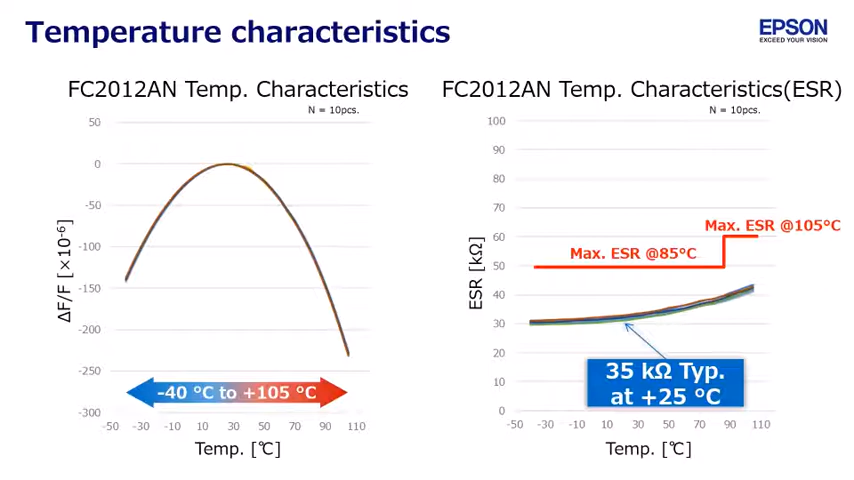 Temperature characteristics
EPSON
EXCEED YOUR VISION
FC2012AN Temp. Characteristics
N = 10pcs.
50
0
-50
-100
-150
-200
-250
-300
ΔF/F [×10-6]
-40 °C to +105 °C
-50 -30 -10 10 30 50 70 90 110
Temp. [℃]
FC2012AN Temp. Characteristics(ESR)
N = 10pcs.
100
90
80
70
60
50
40
30
20
10
0
ESR [kΩ]
Max. ESR @105°C
Max. ESR @85°C
35 kΩ Typ.
at +25 °C
-50 -30 -10 10 30 50 70 90 110
Temp. [℃]